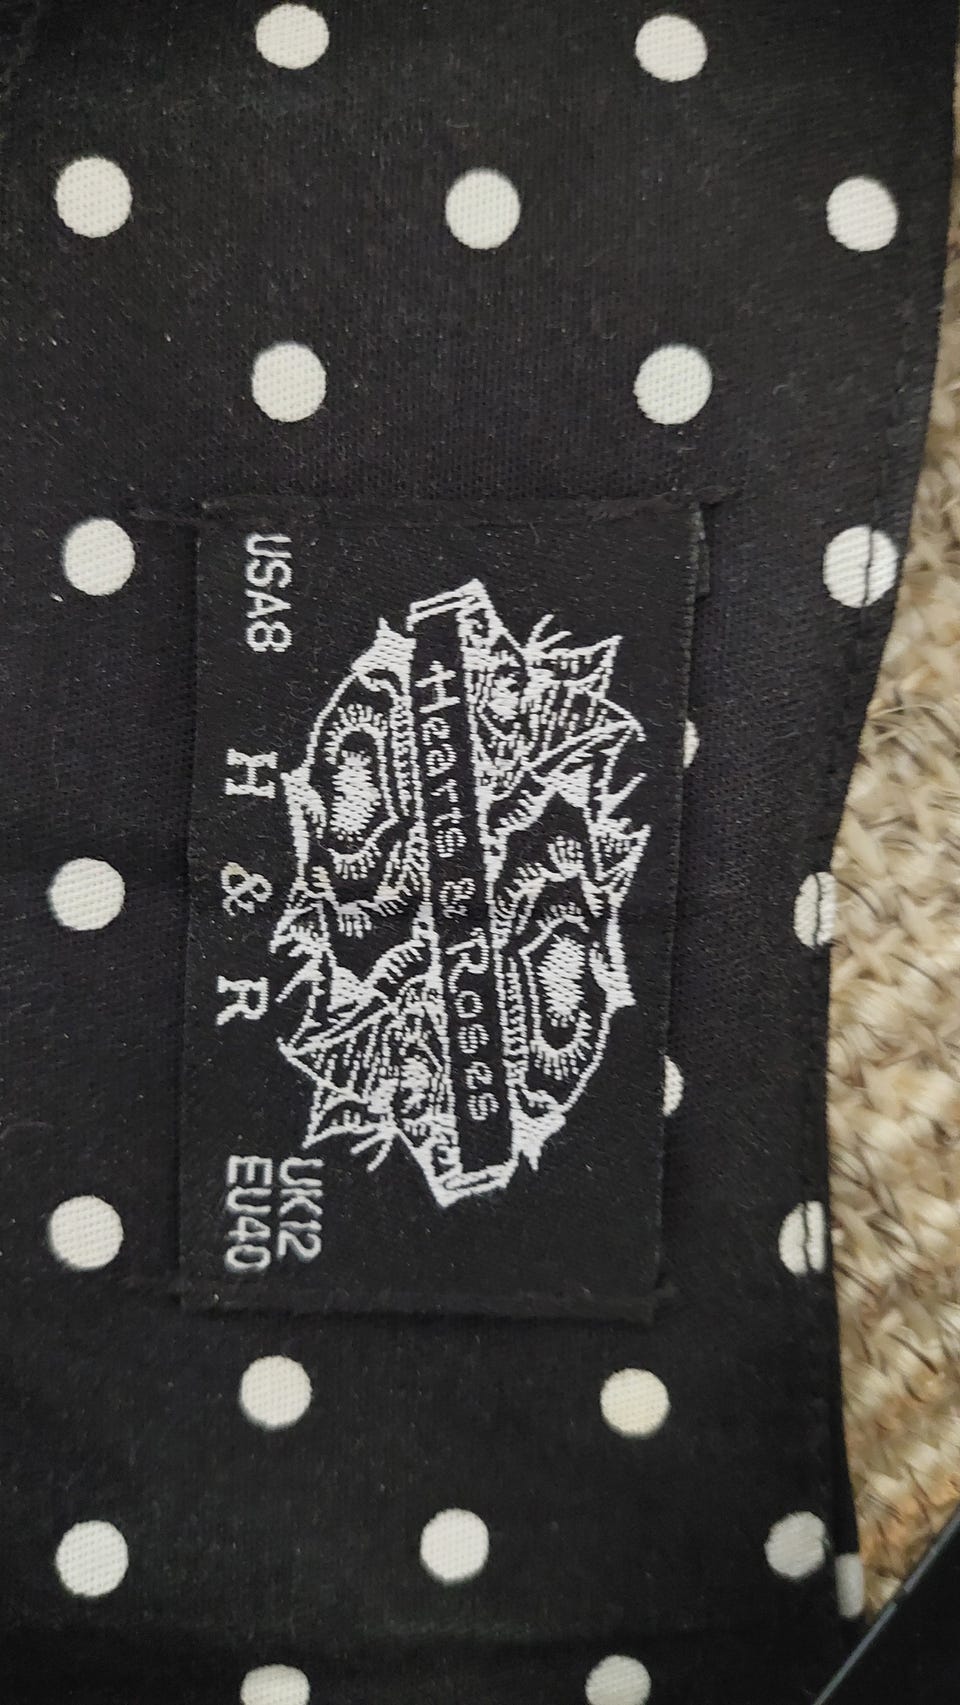 Hearts & Roses
USA8
H & R
UK12
EU40